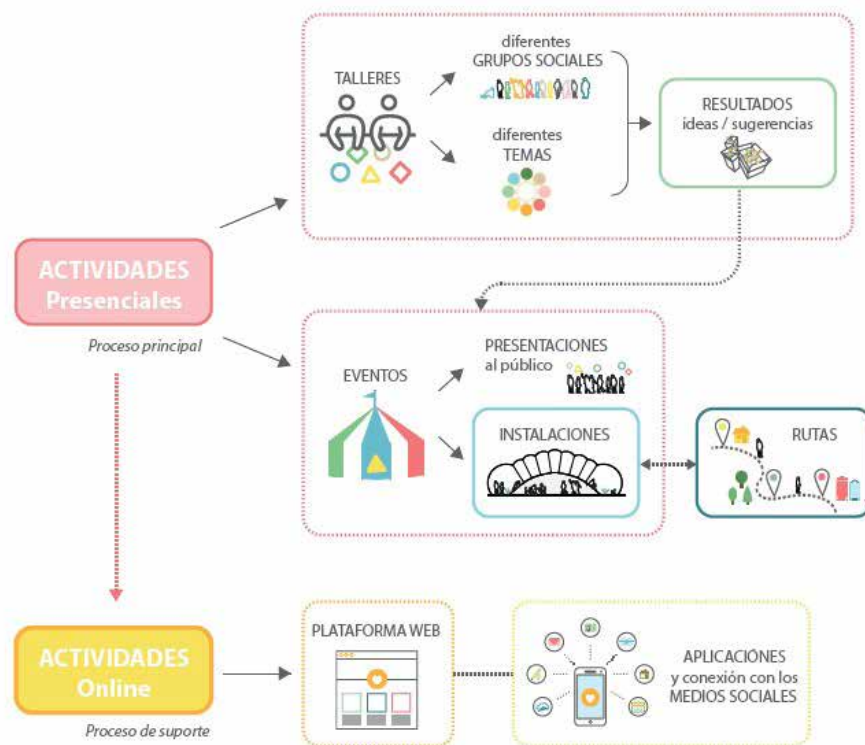 TALLERES
diferentes
GRUPOS SOCIALES
diferentes
TEMAS
RESULTADOS
ideas / sugerencias
ACTIVIDADES
Presenciales
Proceso principal
EVENTOS
PRESENTACIONES
al público
INSTALACIONES
RUTAS
ACTIVIDADES
Online
Proceso de suporte
PLATAFORMA WEB
APLICACIÓNES
y conexión con los
MEDIOS SOCIALES